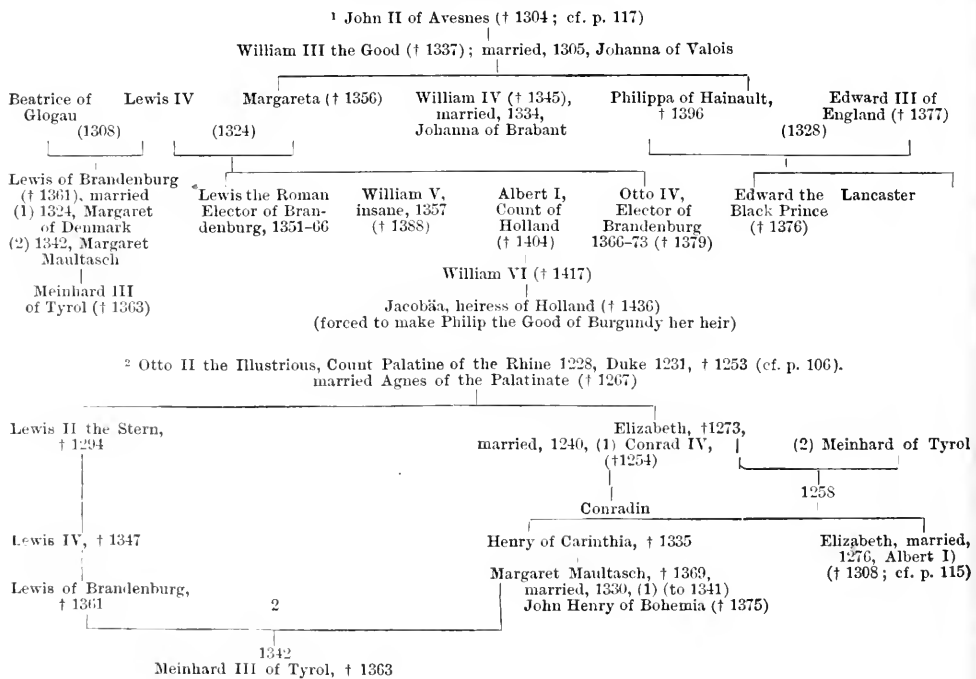 ¹ John II of Avesnes († 1304 ; cf. p. 117)
William III the Good († 1337) ; married, 1305, Johanna of Valois
Beatrice of Glogau
Lewis IV
(1308)
Margareta († 1356)
(1324)
William IV († 1345),
married, 1334,
Johanna of Brabant
Philippa of Hainault,
† 1396
Edward III of
England († 1377)
(1328)
Lewis of Brandenburg
(† 1361), married
(1) 1324, Margaret
of Denmark
(2) 1342, Margaret
Maultasch
Meinhard III
of Tyrol († 1363)
Lewis the Roman
Elector of Bran-
denburg, 1351–66
William V,
insane, 1357
(† 1388)
Albert I,
Count of
Holland
(† 1404)
Otto IV,
Elector of
Brandenburg
1366–73 († 1379)
Edward the
Black Prince
(† 1376)
Lancaster
William VI († 1417)
Jacobäa, heiress of Holland († 1436)
(forced to make Philip the Good of Burgundy her heir)
² Otto II the Illustrious, Count Palatine of the Rhine 1228, Duke 1231, † 1253 (cf. p. 106).
married Agnes of the Palatinate († 1267)
Lewis II the Stern,
† 1294
Elizabeth, †1273,
married, 1240, (1) Conrad IV,
(†1254)
(2) Meinhard of Tyrol
1258
Conradin
Lewis IV, † 1347
Henry of Carinthia, † 1335
Elizabeth, married,
1276, Albert I)
(† 1308 ; cf. p. 115)
Lewis of Brandenburg,
† 1361
2
Margaret Maultasch, † 1369,
married, 1330, (1) (to 1341)
John Henry of Bohemia († 1375)
1342
Meinhard III of Tyrol, † 1363